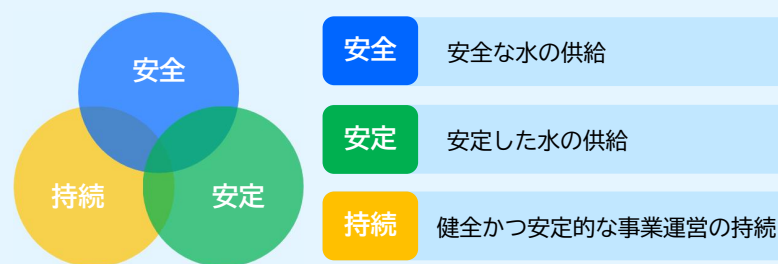 安全
持続
安定
安全 安全な水の供給
安定 安定した水の供給
持続 健全かつ安定的な事業運営の持続